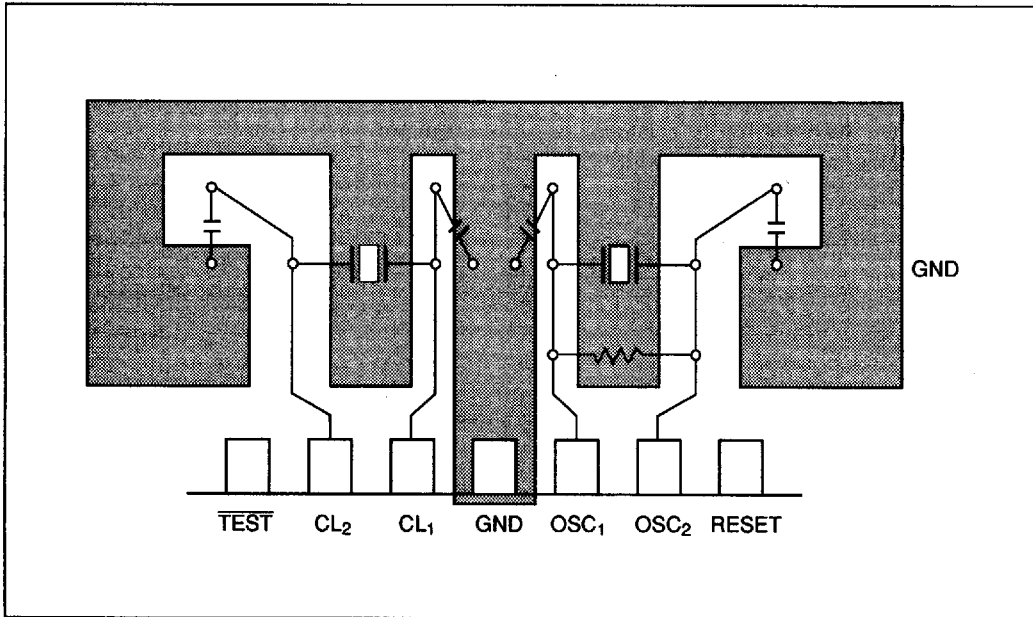 GND
TEST CL₂ CL₁ GND OSC₁ OSC₂ RESET